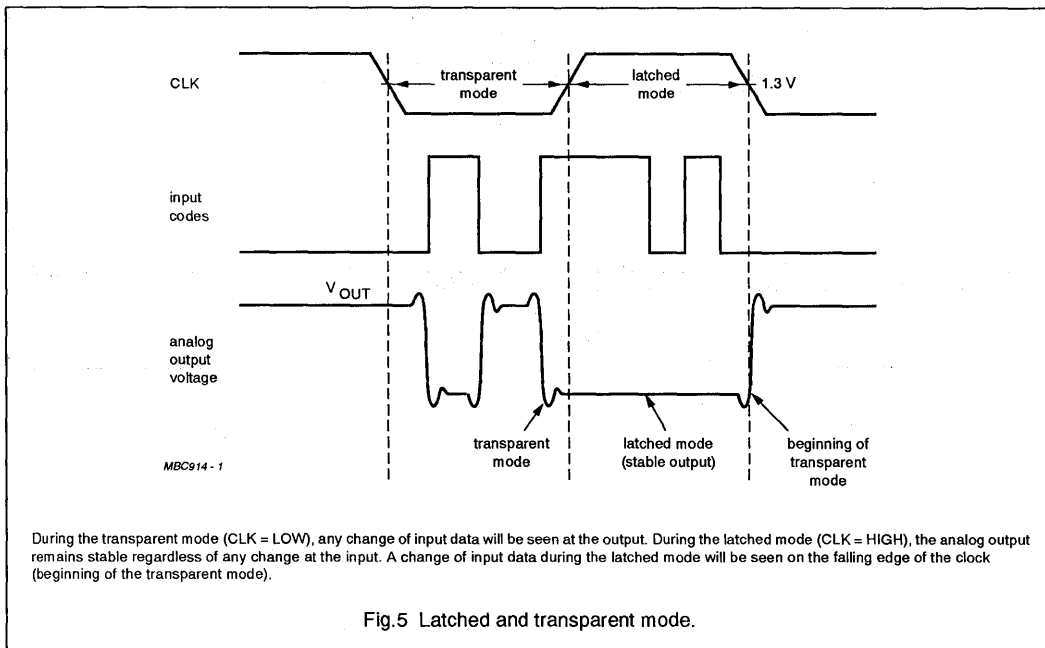 CLK
transparent
mode
latched
mode
1.3 V
input
codes
V OUT
analog
output
voltage
transparent
mode
latched mode
(stable output)
beginning of
transparent
mode
MBC914 - 1
During the transparent mode (CLK = LOW), any change of input data will be seen at the output. During the latched mode (CLK = HIGH), the analog output
remains stable regardless of any change at the input. A change of input data during the latched mode will be seen on the falling edge of the clock
(beginning of the transparent mode).
Fig.5 Latched and transparent mode.